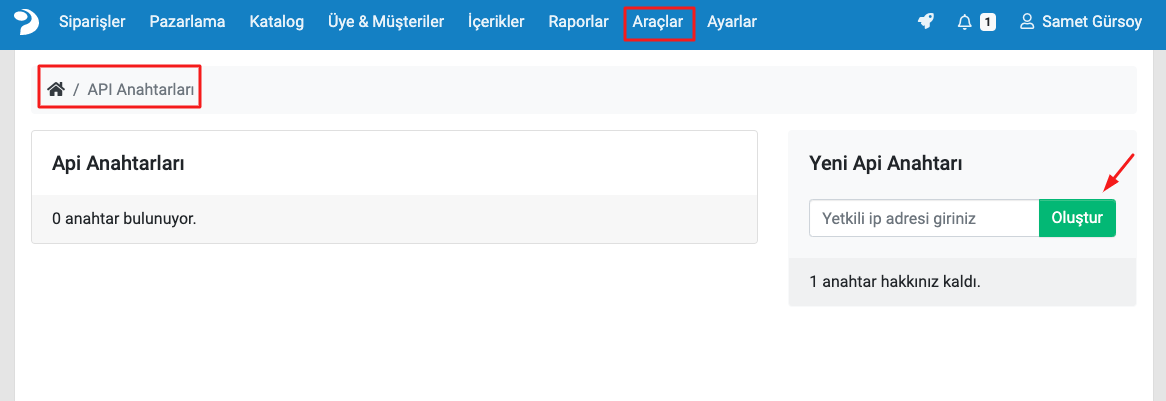 Siparişler Pazarlama Katalog Üye & Müşteriler İçerikler Raporlar Araçlar Ayarlar 1 Samet Gürsoy
/ API Anahtarları
Api Anahtarları
0 anahtar bulunuyor.
Yeni Api Anahtarı
Yetkili ip adresi giriniz Oluştur
1 anahtar hakkınız kaldı.